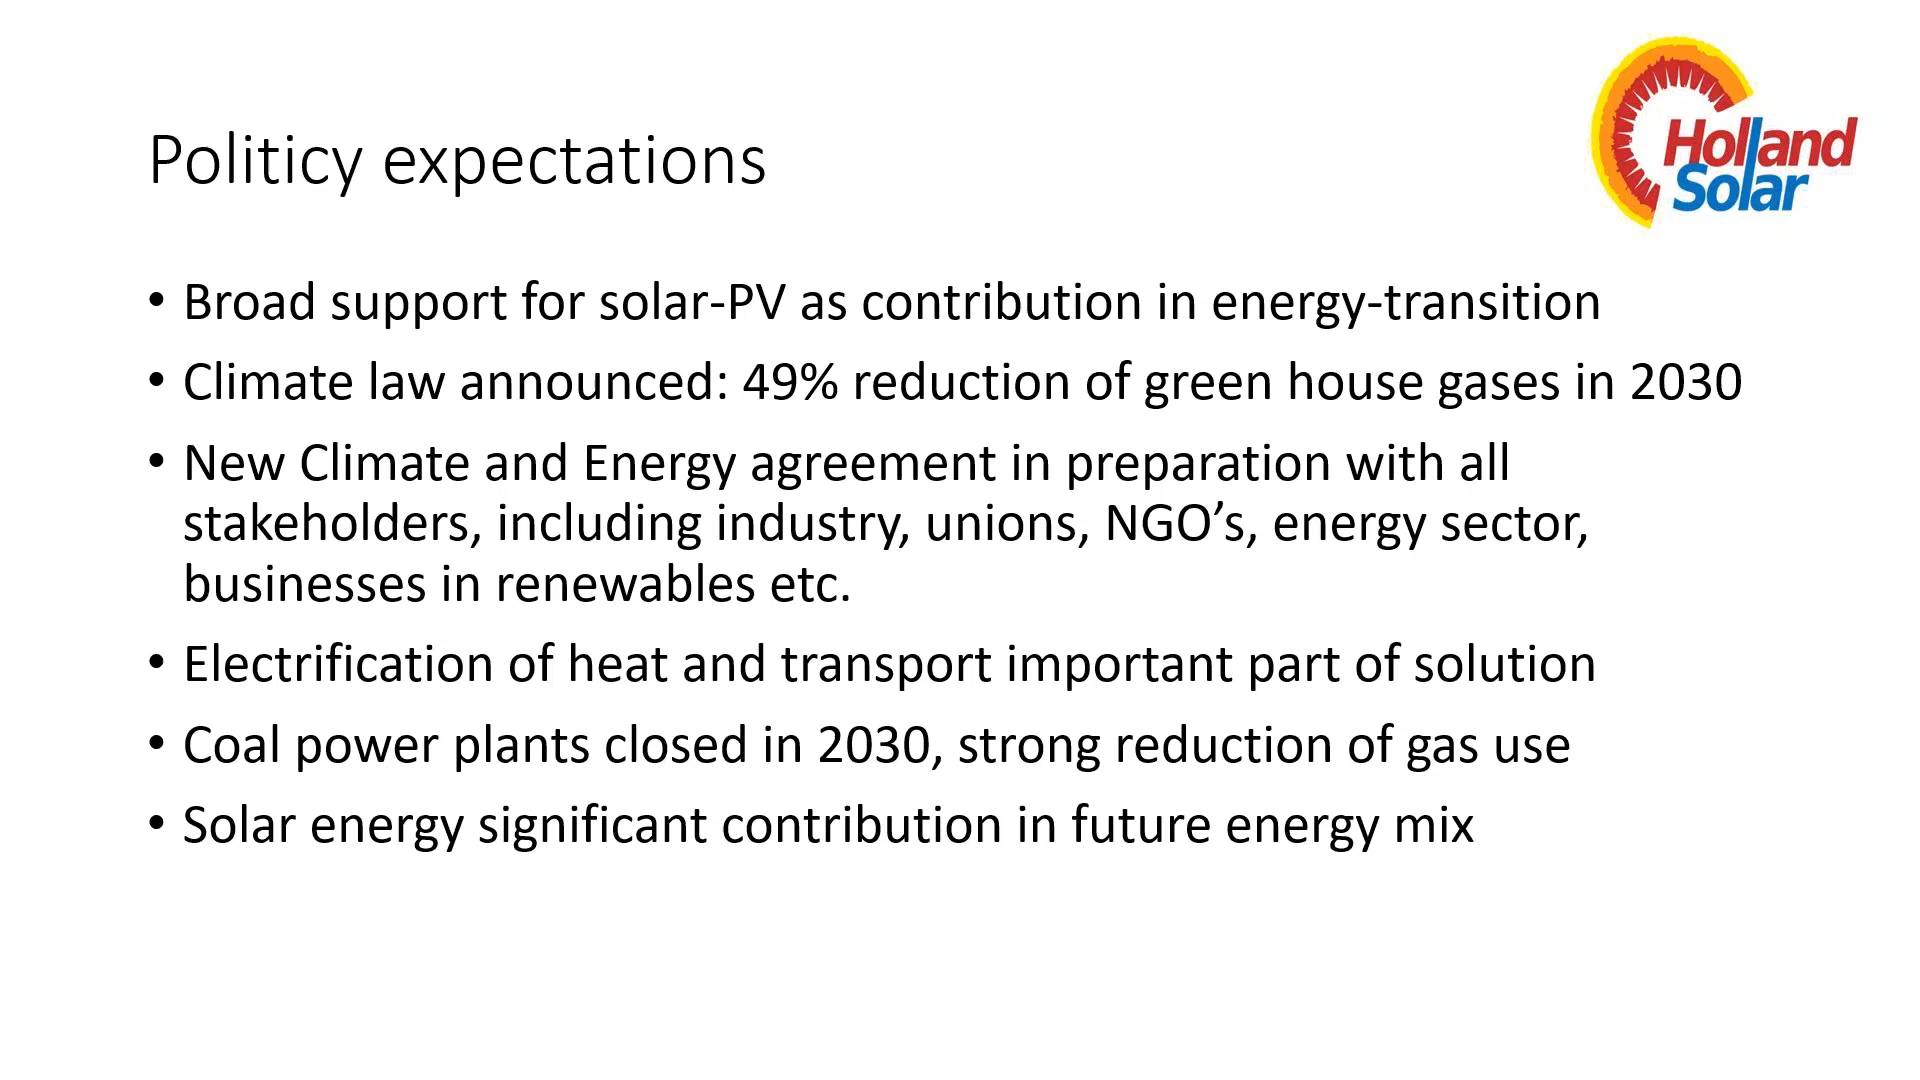 Holland
Solar
Politicy expectations
• Broad support for solar-PV as contribution in energy-transition
• Climate law announced: 49% reduction of green house gases in 2030
• New Climate and Energy agreement in preparation with all
stakeholders, including industry, unions, NGO’s, energy sector,
businesses in renewables etc.
• Electrification of heat and transport important part of solution
• Coal power plants closed in 2030, strong reduction of gas use
• Solar energy significant contribution in future energy mix